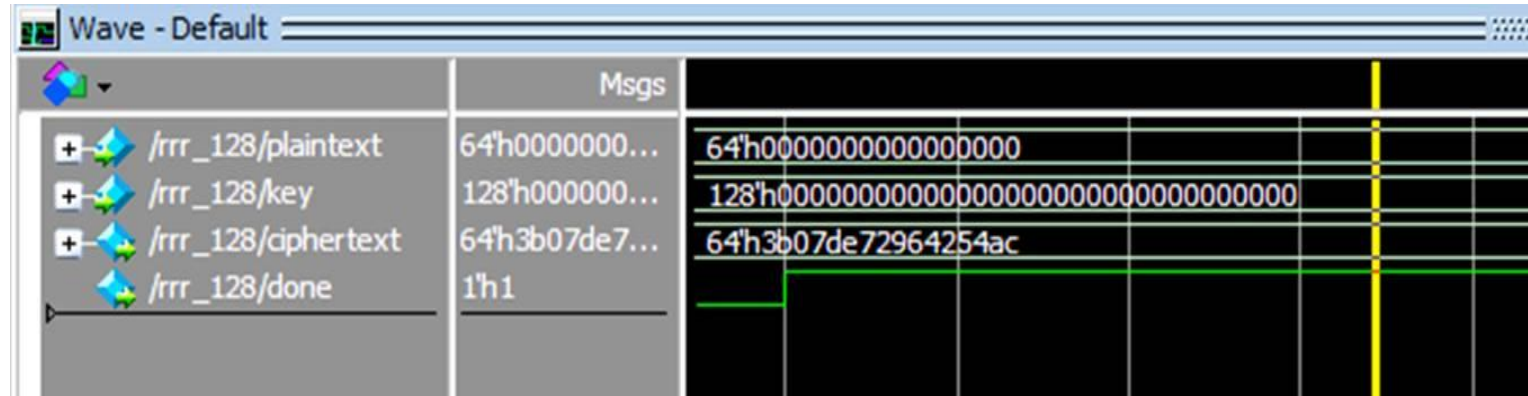 Wave - Default
Msgs
/rrr_128/plaintext 64'h0000000... 64'h0000000000000000
/rrr_128/key 128'h000000... 128'h00000000000000000000000000000000
/rrr_128/ciphertext 64'h3b07de7... 64'h3b07de72964254ac
/rrr_128/done 1'h1